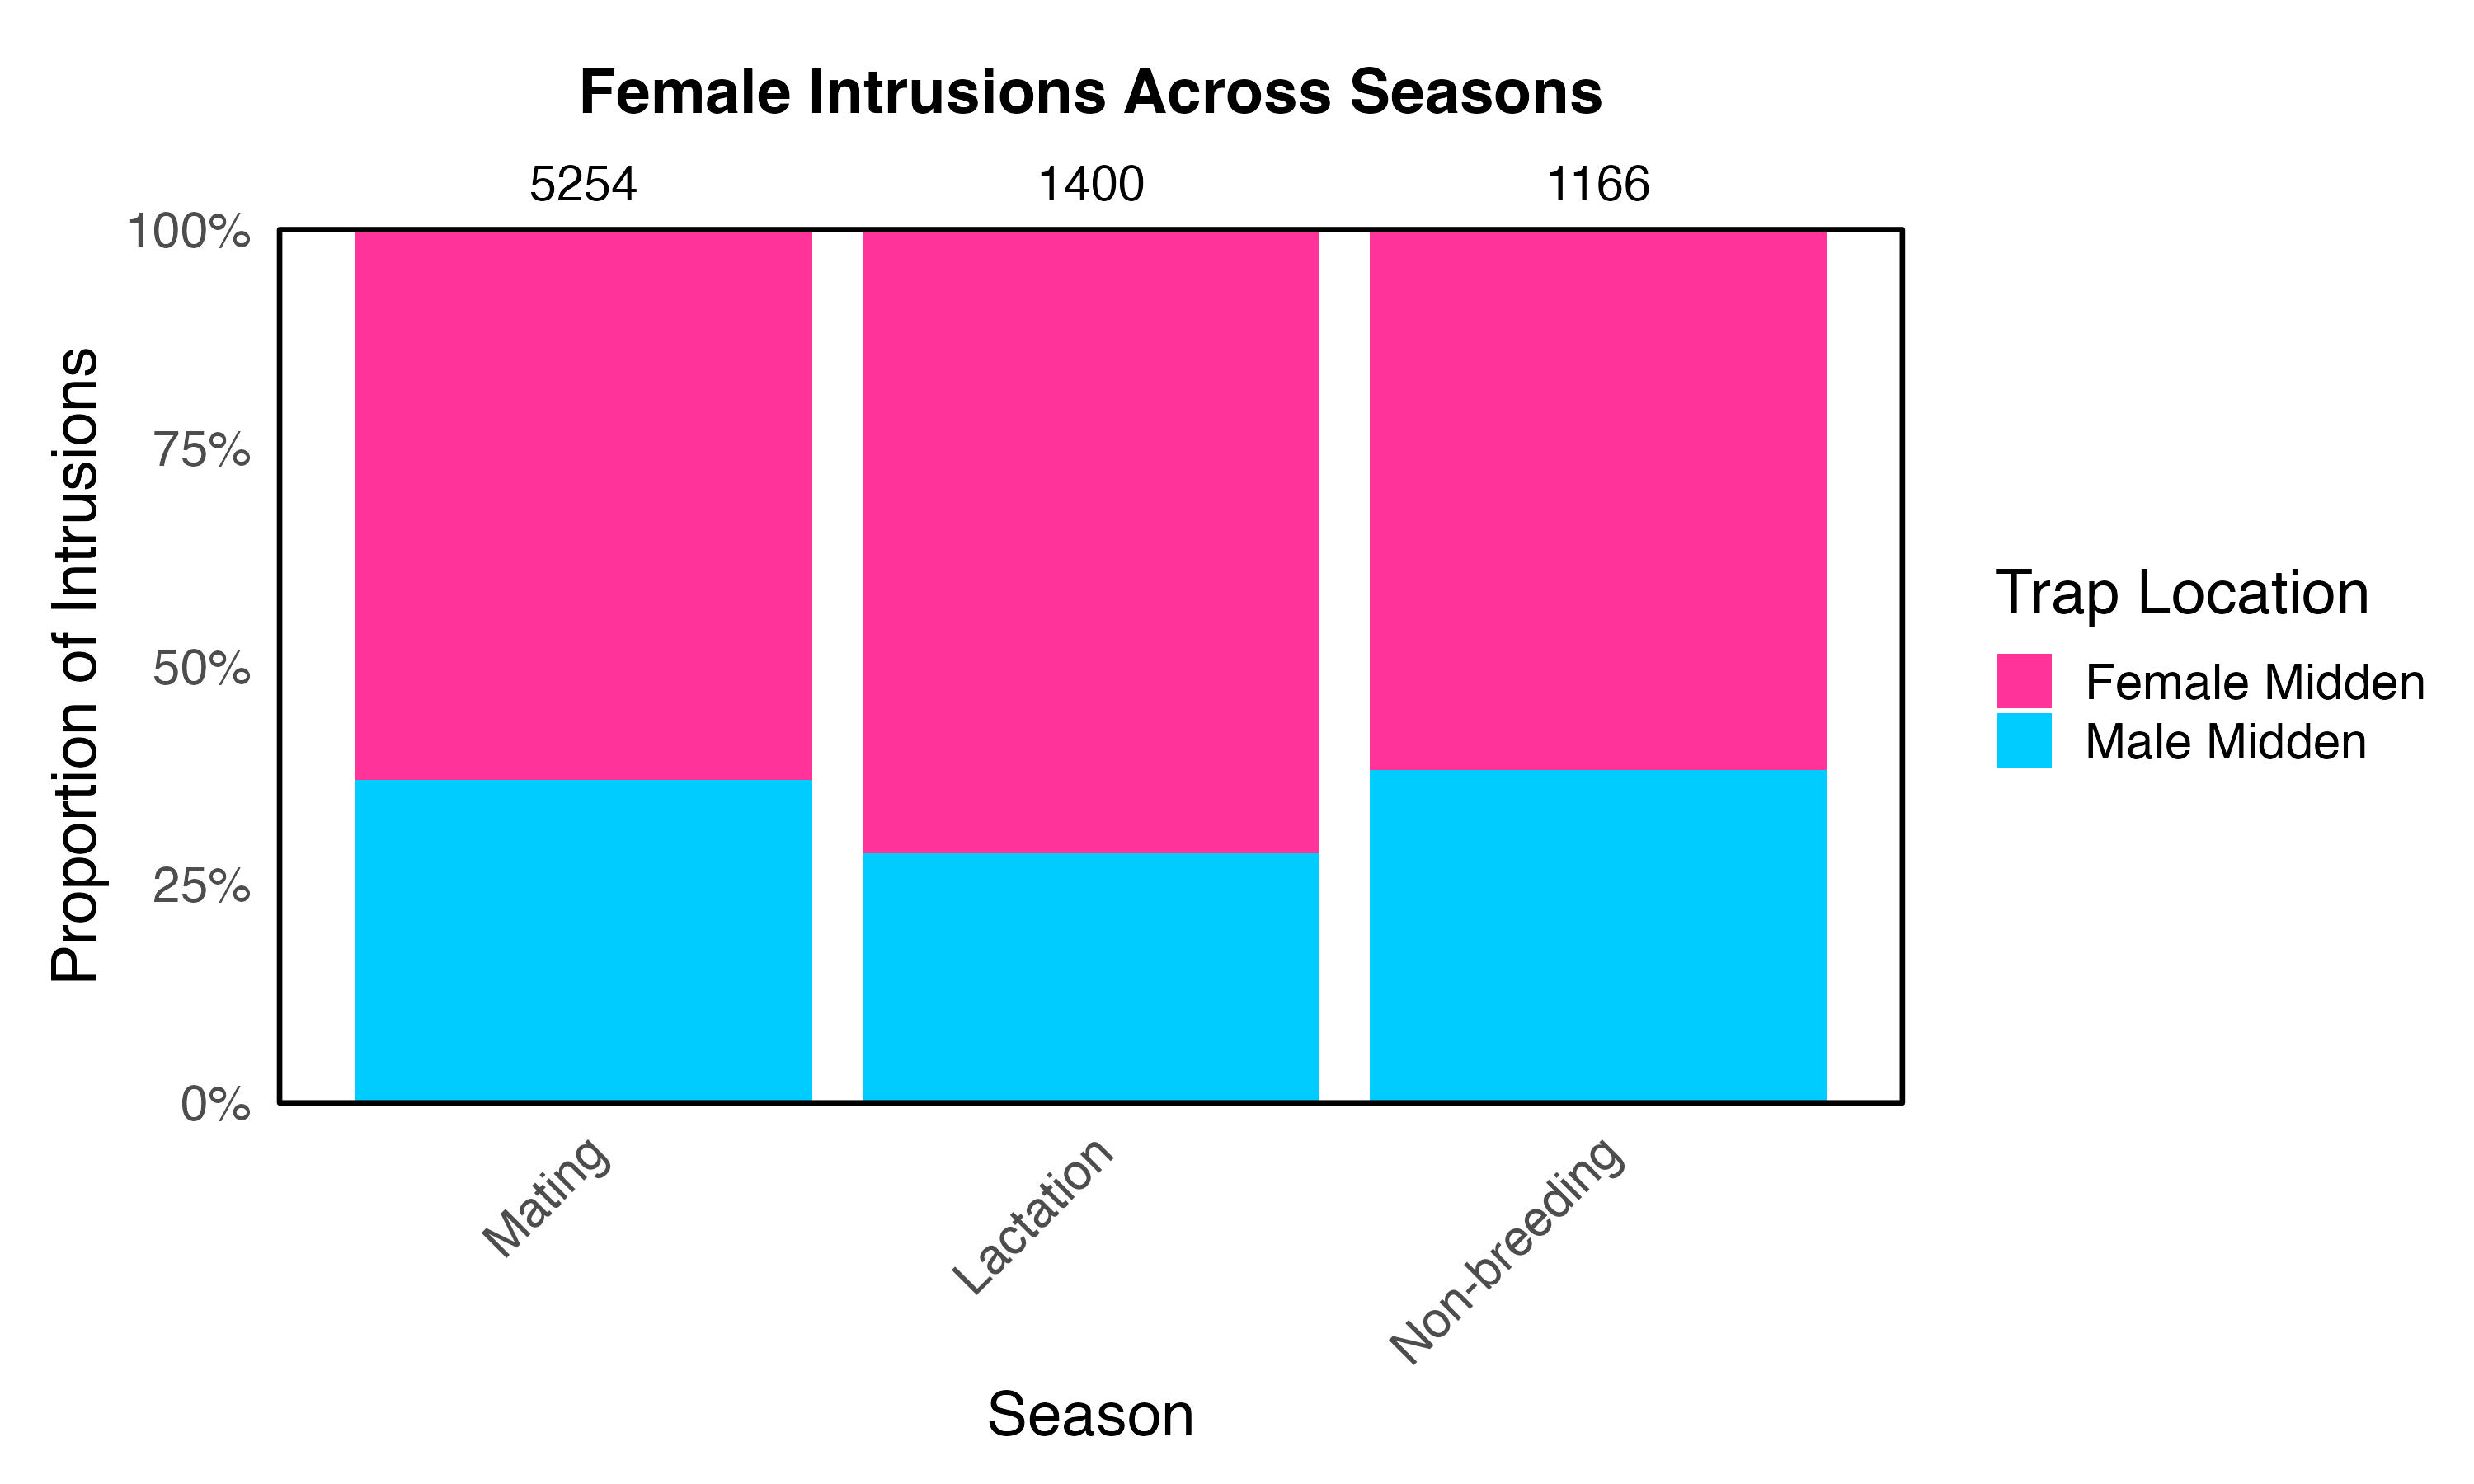 Female Intrusions Across Seasons
5254 1400 1166
100%
75%
50%
25%
0%
Proportion of Intrusions
Mating
Lactation
Non-breeding
Season
Trap Location
Female Midden
Male Midden